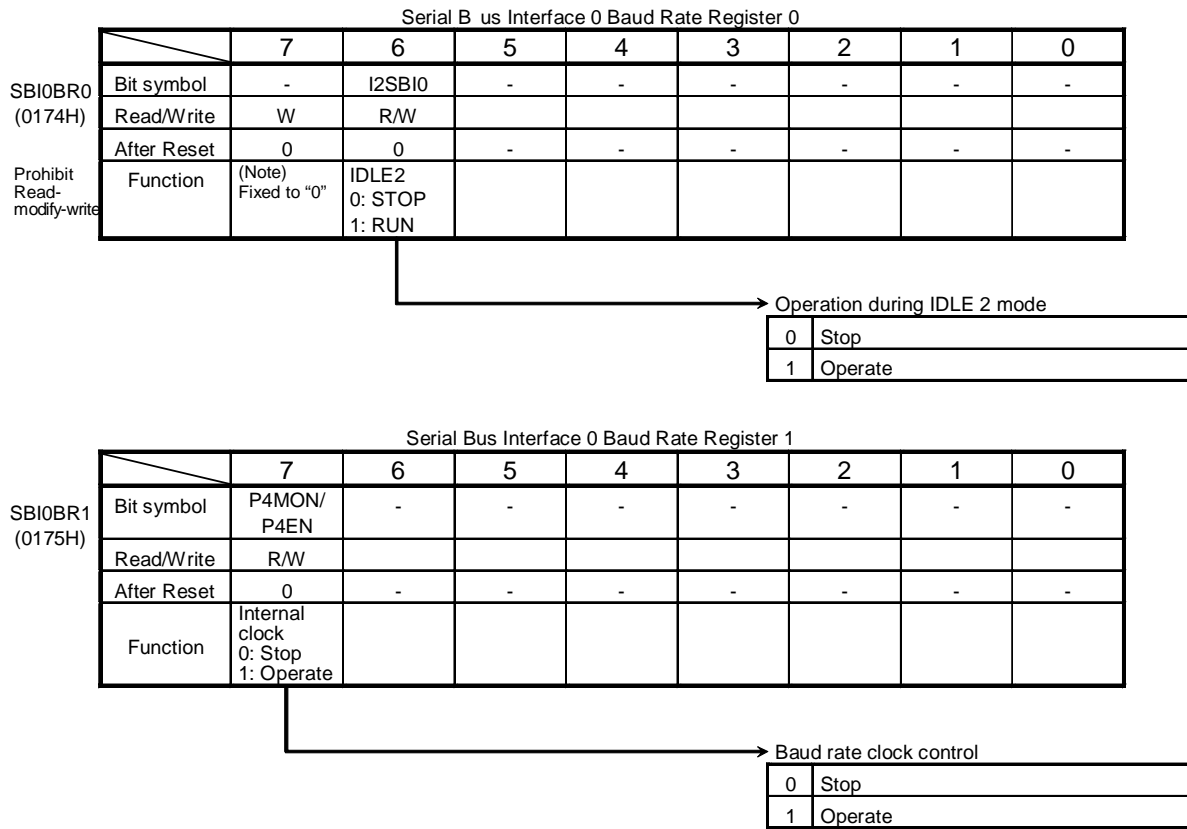 Serial B us Interface 0 Baud Rate Register 0
7 6 5 4 3 2 1 0
SBI0BR0
(0174H)
Prohibit
Read-
modify-write
Bit symbol - I2SBI0 - - - - - -
Read/Write W R/W
After Reset 0 0 - - - - - -
Function
(Note)
Fixed to “0”
IDLE2
0: STOP
1: RUN
Operation during IDLE 2 mode
0 Stop
1 Operate
Serial Bus Interface 0 Baud Rate Register 1
7 6 5 4 3 2 1 0
SBI0BR1
(0175H)
Bit symbol P4MON/
P4EN - - - - - - -
Read/Write R/W
After Reset 0 - - - - - - -
Function
Internal
clock
0: Stop
1: Operate
Baud rate clock control
0 Stop
1 Operate